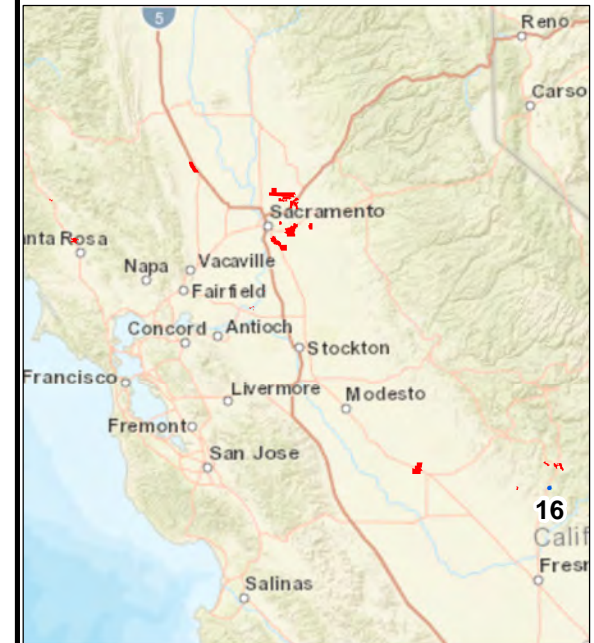 5
Reno
Carso
Sacramento
nta Rosa
Napa
Vacaville
Fairfield
Concord
Antioch
Stockton
Francisco
Livermore
Modesto
Fremont
San Jose
16
Calif
Fresr
Salinas